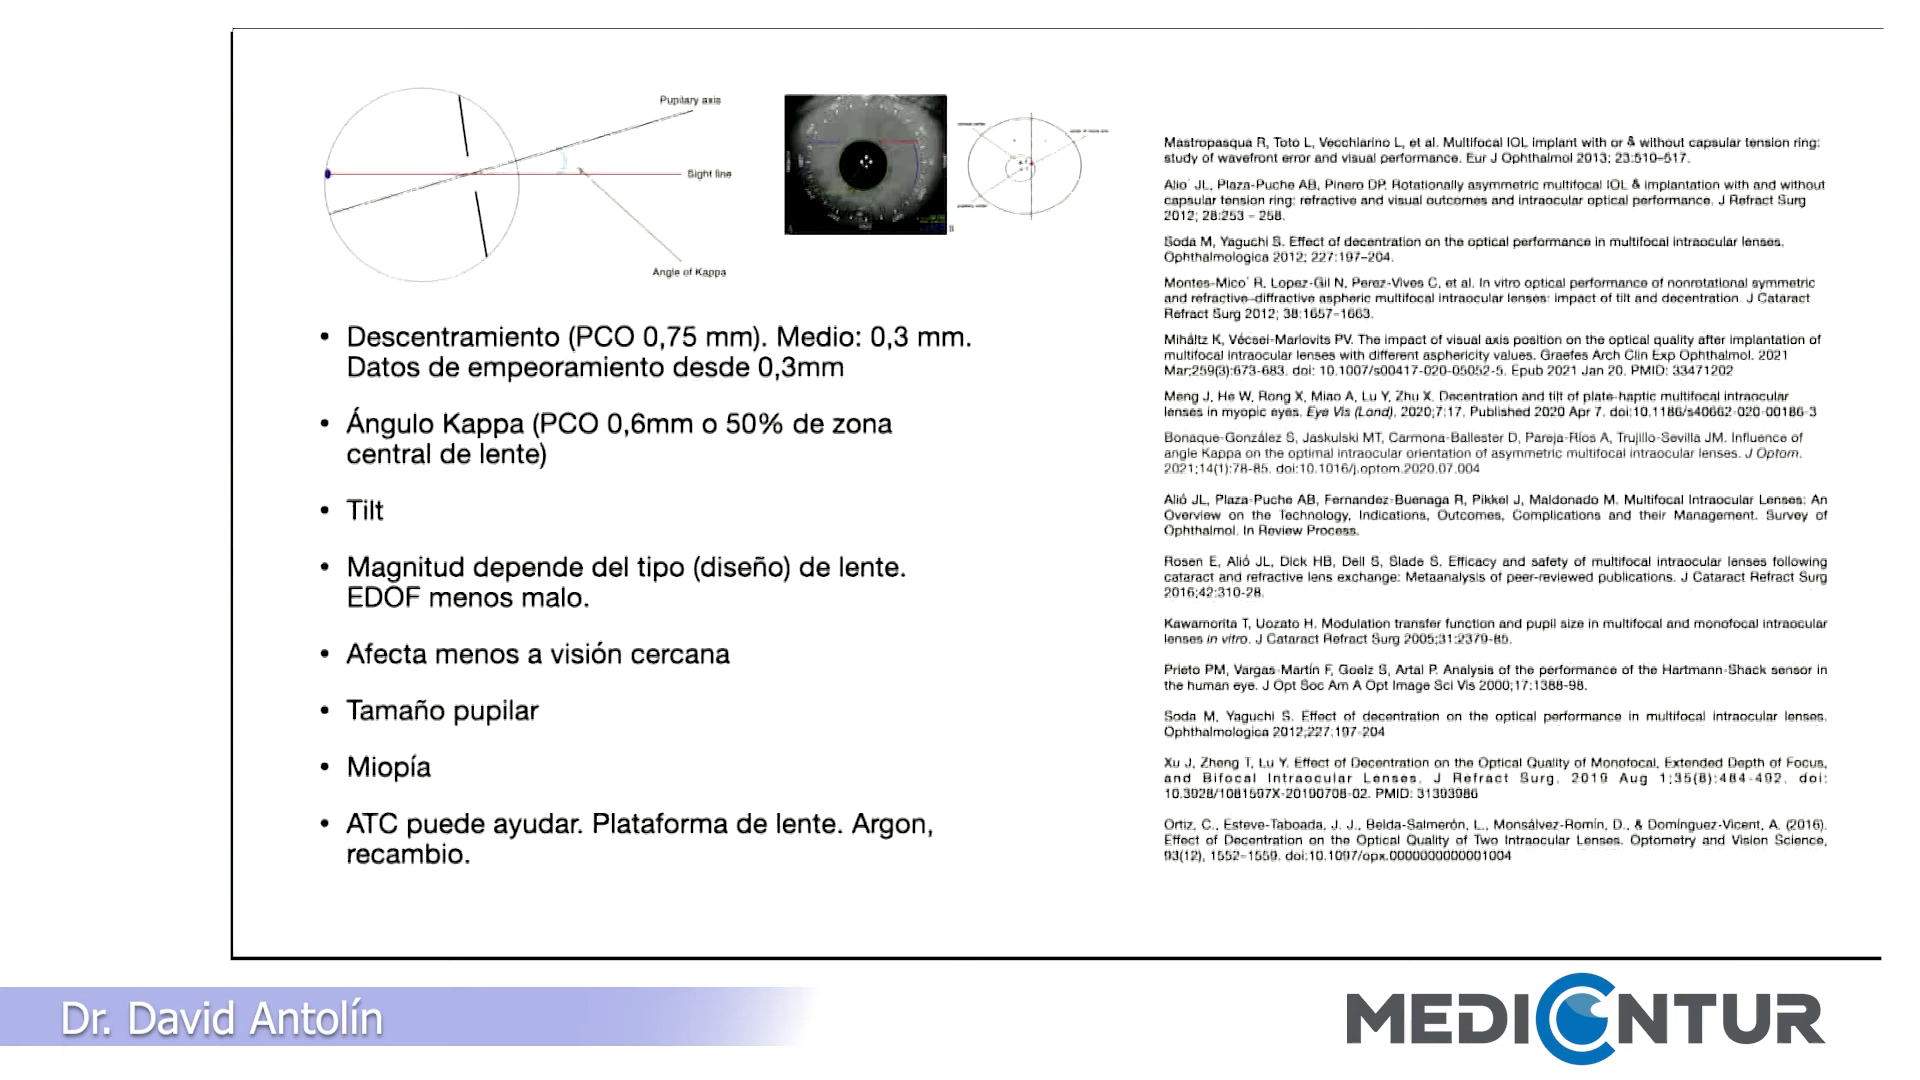 Pupilary axis
Sight line
Angle of Kappa
• Descentramiento (PCO 0,75 mm). Medio: 0,3 mm.
Datos de empeoramiento desde 0,3mm
• Ángulo Kappa (PCO 0,6mm o 50% de zona
central de lente)
• Tilt
• Magnitud depende del tipo (diseño) de lente.
EDOF menos malo.
• Afecta menos a visión cercana
• Tamaño pupilar
• Miopía
• ATC puede ayudar. Plataforma de lente. Argon,
recambio.
Mastropasqua R, Toto L, Vecchiarino L, et al. Multifocal IOL implant with or & without capsular tension ring:
study of wavefront error and visual performance. Eur J Ophthalmol 2013; 23:510–517.
Alio´ JL, Plaza-Puche AB, Pinero DP. Rotationally asymmetric multifocal IOL & implantation with and without
capsular tension ring: refractive and visual outcomes and intraocular optical performance. J Refract Surg
2012; 28:253 – 258.
Soda M, Yaguchi S. Effect of decentration on the optical performance in multifocal intraocular lenses.
Ophthalmologica 2012; 227:197–204.
Montes-Mico´ R, Lopez-Gil N, Perez-Vives C, et al. In vitro optical performance of nonrotational symmetric
and refractive–diffractive aspheric multifocal intraocular lenses: impact of tilt and decentration. J Cataract
Refract Surg 2012; 38:1657–1663.
Miháltz K, Vécsei-Marlovits PV. The impact of visual axis position on the optical quality after implantation of
multifocal intraocular lenses with different asphericity values. Graefes Arch Clin Exp Ophthalmol. 2021
Mar;259(3):673-683. doi: 10.1007/s00417-020-05052-5. Epub 2021 Jan 20. PMID: 33471202
Meng J, He W, Rong X, Miao A, Lu Y, Zhu X. Decentration and tilt of plate-haptic multifocal intraocular
lenses in myopic eyes. Eye Vis (Lond). 2020;7:17. Published 2020 Apr 7. doi:10.1186/s40662-020-00186-3
Bonaque-González S, Jaskulski MT, Carmona-Ballester D, Pareja-Ríos A, Trujillo-Sevilla JM. Influence of
angle Kappa on the optimal intraocular orientation of asymmetric multifocal intraocular lenses. J Optom.
2021;14(1):78-85. doi:10.1016/j.optom.2020.07.004
Alió JL, Plaza-Puche AB, Fernandez-Buenaga R, Pikkel J, Maldonado M. Multifocal Intraocular Lenses: An
Overview on the Technology, Indications, Outcomes, Complications and their Management. Survey of
Ophthalmol. In Review Process.
Rosen E, Alió JL, Dick HB, Dell S, Slade S. Efficacy and safety of multifocal intraocular lenses following
cataract and refractive lens exchange: Metaanalysis of peer-reviewed publications. J Cataract Refract Surg
2016;42:310-28.
Kawamorita T, Uozato H. Modulation transfer function and pupil size in multifocal and monofocal intraocular
lenses in vitro. J Cataract Refract Surg 2005;31:2379-85.
Prieto PM, Vargas-Martín F, Goelz S, Artal P. Analysis of the performance of the Hartmann-Shack sensor in
the human eye. J Opt Soc Am A Opt Image Sci Vis 2000;17:1388-98.
Soda M, Yaguchi S. Effect of decentration on the optical performance in multifocal intraocular lenses.
Ophthalmologica 2012;227:197-204
Xu J, Zheng T, Lu Y. Effect of Decentration on the Optical Quality of Monofocal, Extended Depth of Focus,
and Bifocal Intraocular Lenses. J Refract Surg. 2019 Aug 1;35(8):484-492. doi:
10.3928/1081597X-20190708-02. PMID: 31393986
Ortiz, C., Esteve-Taboada, J. J., Belda-Salmerón, L., Monsálvez-Romín, D., & Domínguez-Vicent, A. (2016).
Effect of Decentration on the Optical Quality of Two Intraocular Lenses. Optometry and Vision Science,
93(12), 1552–1559. doi:10.1097/opx.0000000000001004
Dr. David Antolín
MEDICONTUR